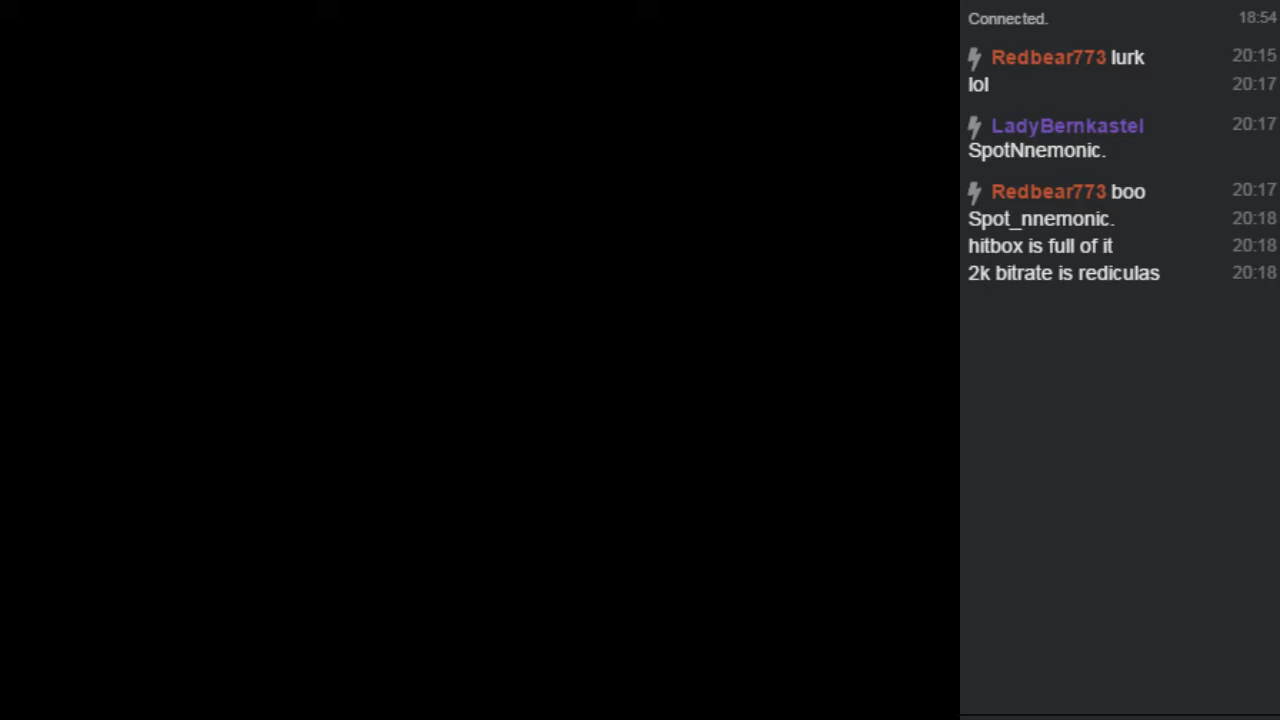 Connected. 18:54
Redbear773 lurk 20:15
lol 20:17
LadyBernkastel 20:17
SpotNnemonic.
Redbear773 boo 20:17
Spot_nnemonic. 20:18
hitbox is full of it 20:18
2k bitrate is rediculas 20:18